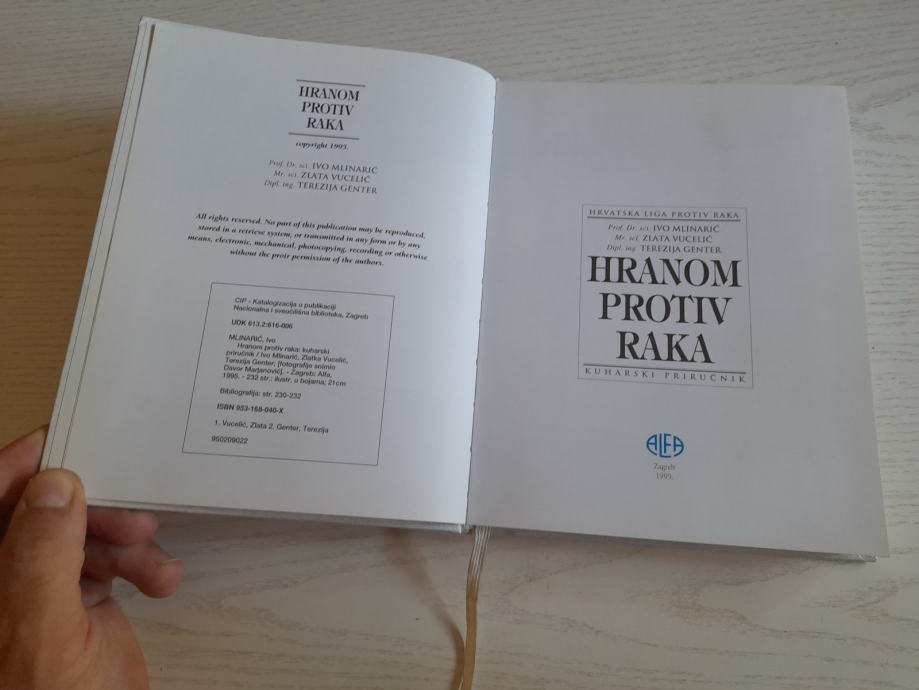 HRANOM
PROTIV
RAKA
copyright 1995.
Prof. Dr. sci. IVO MLINARIĆ
Mr. sci. ZLATA VUCELIĆ
Dipl. ing. TEREZIJA GENTER
All rights reserved. No part of this publication may be reproduced,
stored in a retrieve system, or transmitted in any form or by any
means, electronic, mechanical, photocopying, recording or otherwise
without the proir permission of the authors.
CIP - Katalogizacija u publikaciji
Nacionalna i sveučilišna biblioteka, Zagreb
UDK 613.2:616-006
MLINARIĆ, Ivo
Hranom protiv raka: kuharski
priručnik / Ivo Mlinarić, Zlatka Vucelić,
Terezija Genter; [fotografije snimio
Davor Marjanović]. - Zagreb: Alfa,
1995. - 232 str.: ilustr. u bojama; 21cm
Bibliografija: str. 230-232
ISBN 953-168-040-X
1. Vucelić, Zlata 2. Genter, Terezija
950209022
HRVATSKA LIGA PROTIV RAKA
Prof. Dr. sci. IVO MLINARIĆ
Mr. sci. ZLATA VUCELIĆ
Dipl. ing. TEREZIJA GENTER
HRANOM
PROTIV
RAKA
KUHARSKI PRIRUČNIK
ALFA
Zagreb
1995.